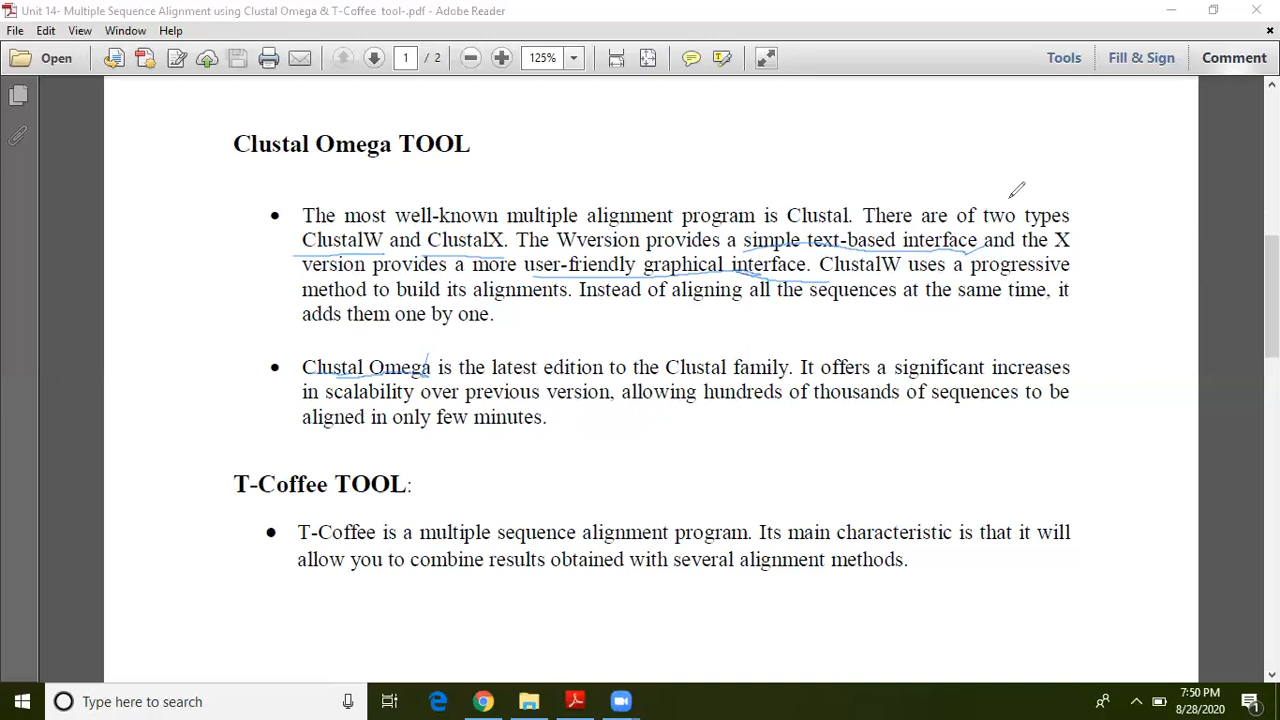 Unit 14- Multiple Sequence Alignment using Clustal Omega & T-Coffee tool-.pdf - Adobe Reader
File Edit View Window Help
Open 1 / 2 125% Tools Fill & Sign Comment
Clustal Omega TOOL
The most well-known multiple alignment program is Clustal. There are of two types
ClustalW and ClustalX. The Wversion provides a simple text-based interface and the X
version provides a more user-friendly graphical interface. ClustalW uses a progressive
method to build its alignments. Instead of aligning all the sequences at the same time, it
adds them one by one.
Clustal Omega is the latest edition to the Clustal family. It offers a significant increases
in scalability over previous version, allowing hundreds of thousands of sequences to be
aligned in only few minutes.
T-Coffee TOOL:
T-Coffee is a multiple sequence alignment program. Its main characteristic is that it will
allow you to combine results obtained with several alignment methods.
Type here to search
7:50 PM
8/28/2020
1